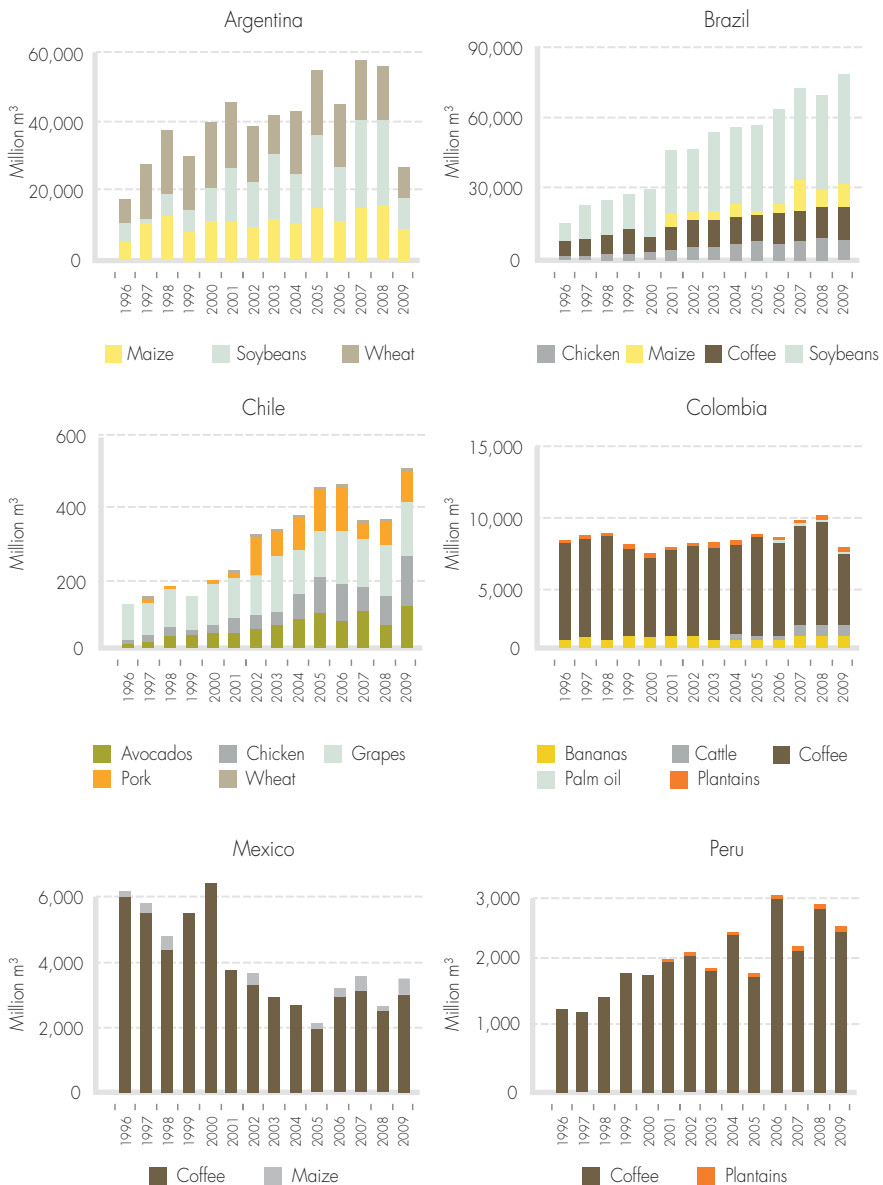 Argentina
Million m³
60,000
40,000
20,000
0
1996 1997 1998 1999 2000 2001 2002 2003 2004 2005 2006 2007 2008 2009
Maize Soybeans Wheat
Brazil
Million m³
90,000
60,000
30,000
0
1996 1997 1998 1999 2000 2001 2002 2003 2004 2005 2006 2007 2008 2009
Chicken Maize Coffee Soybeans
Chile
Million m³
600
400
200
0
1996 1997 1998 1999 2000 2001 2002 2003 2004 2005 2006 2007 2008 2009
Avocados Chicken Grapes
Pork Wheat
Colombia
Million m³
15,000
10,000
5,000
0
1996 1997 1998 1999 2000 2001 2002 2003 2004 2005 2006 2007 2008 2009
Bananas Cattle Coffee
Palm oil Plantains
Mexico
Million m³
6,000
4,000
2,000
0
1996 1997 1998 1999 2000 2001 2002 2003 2004 2005 2006 2007 2008 2009
Coffee Maize
Peru
Million m³
3,000
2,000
1,000
0
1996 1997 1998 1999 2000 2001 2002 2003 2004 2005 2006 2007 2008 2009
Coffee Plantains